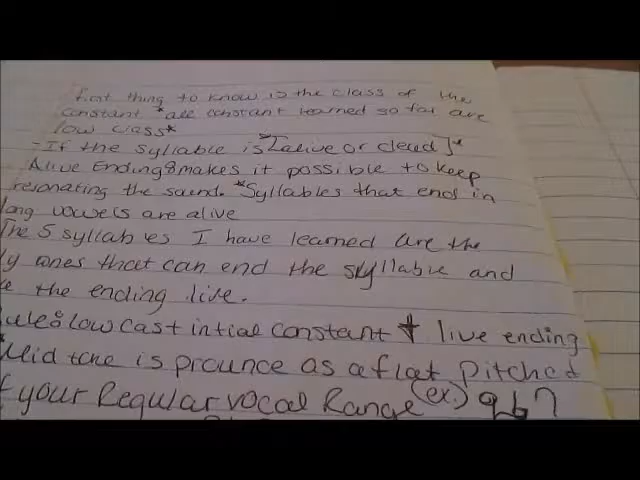 first thing to know is the class of the
constant *all constant learned so far are
low class*
- If the syllable is *[alive or dead]*
Alive Ending: makes it possible to keep
resonating the sound. *Syllables that ends in
long vowels are alive
The 5 syllables I have learned are the
ly ones that can end the syllable and
the ending live.
low cast intial constant + live ending
Mid tone is prounce as a flat pitched
f your Regular vocal Range (ex.)